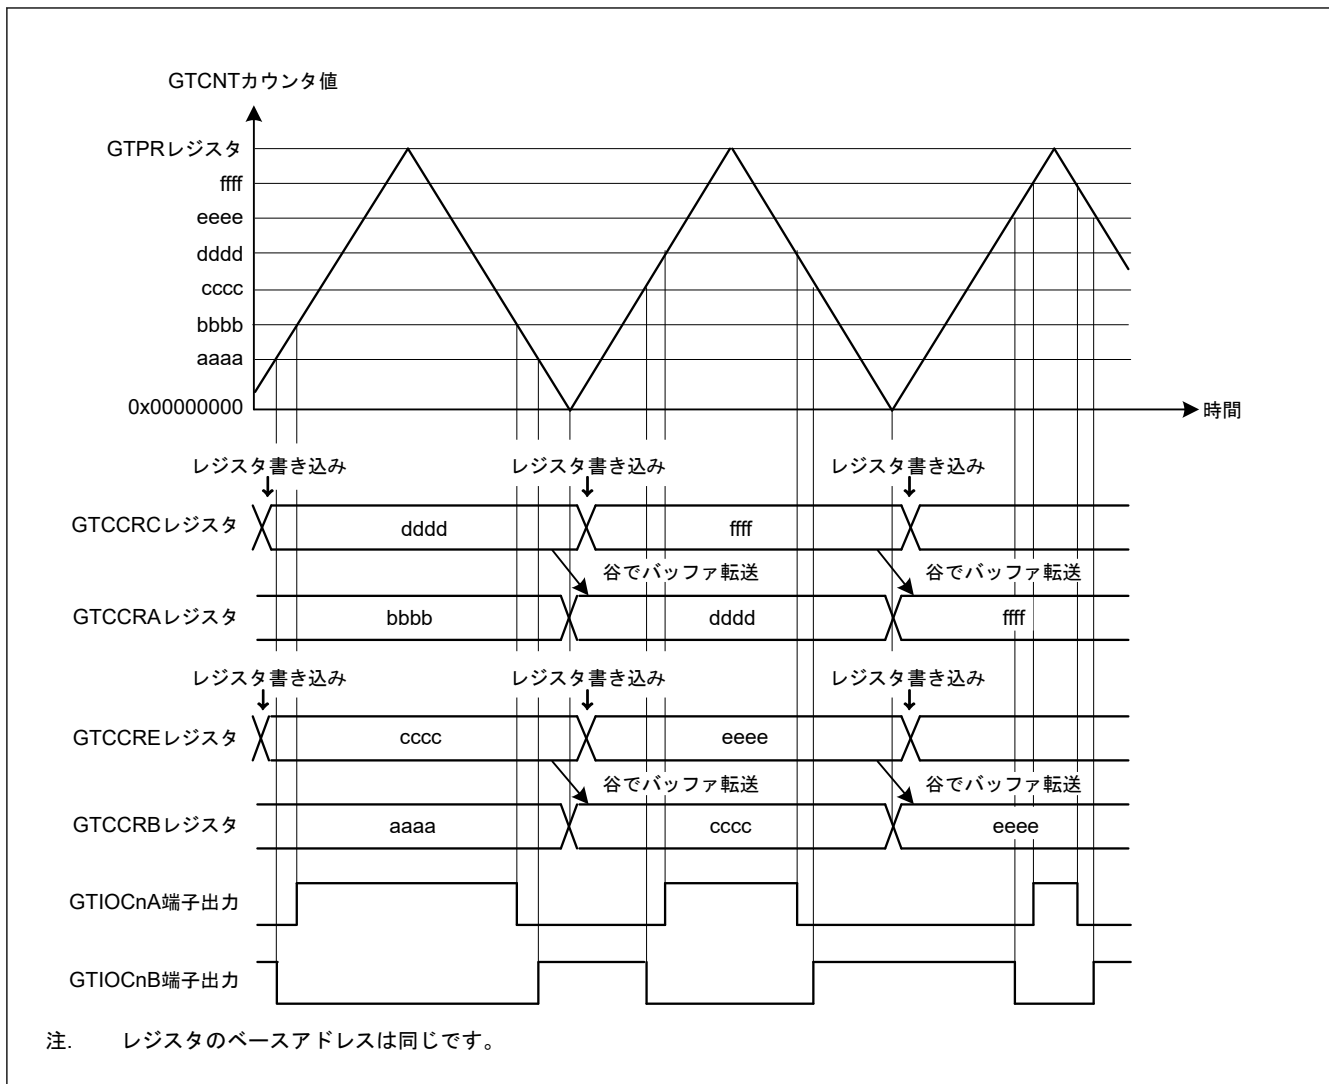 GTCNTカウンタ値
GTPRレジスタ
ffff
eeee
dddd
cccc
bbbb
aaaa
0x00000000
時間
レジスタ書き込み レジスタ書き込み レジスタ書き込み
GTCCRCレジスタ dddd ffff
谷でバッファ転送 谷でバッファ転送
GTCCRAレジスタ bbbb dddd ffff
レジスタ書き込み レジスタ書き込み レジスタ書き込み
GTCCREレジスタ cccc eeee
谷でバッファ転送 谷でバッファ転送
GTCCRBレジスタ aaaa cccc eeee
GTIOCnA端子出力
GTIOCnB端子出力
注. レジスタのベースアドレスは同じです。